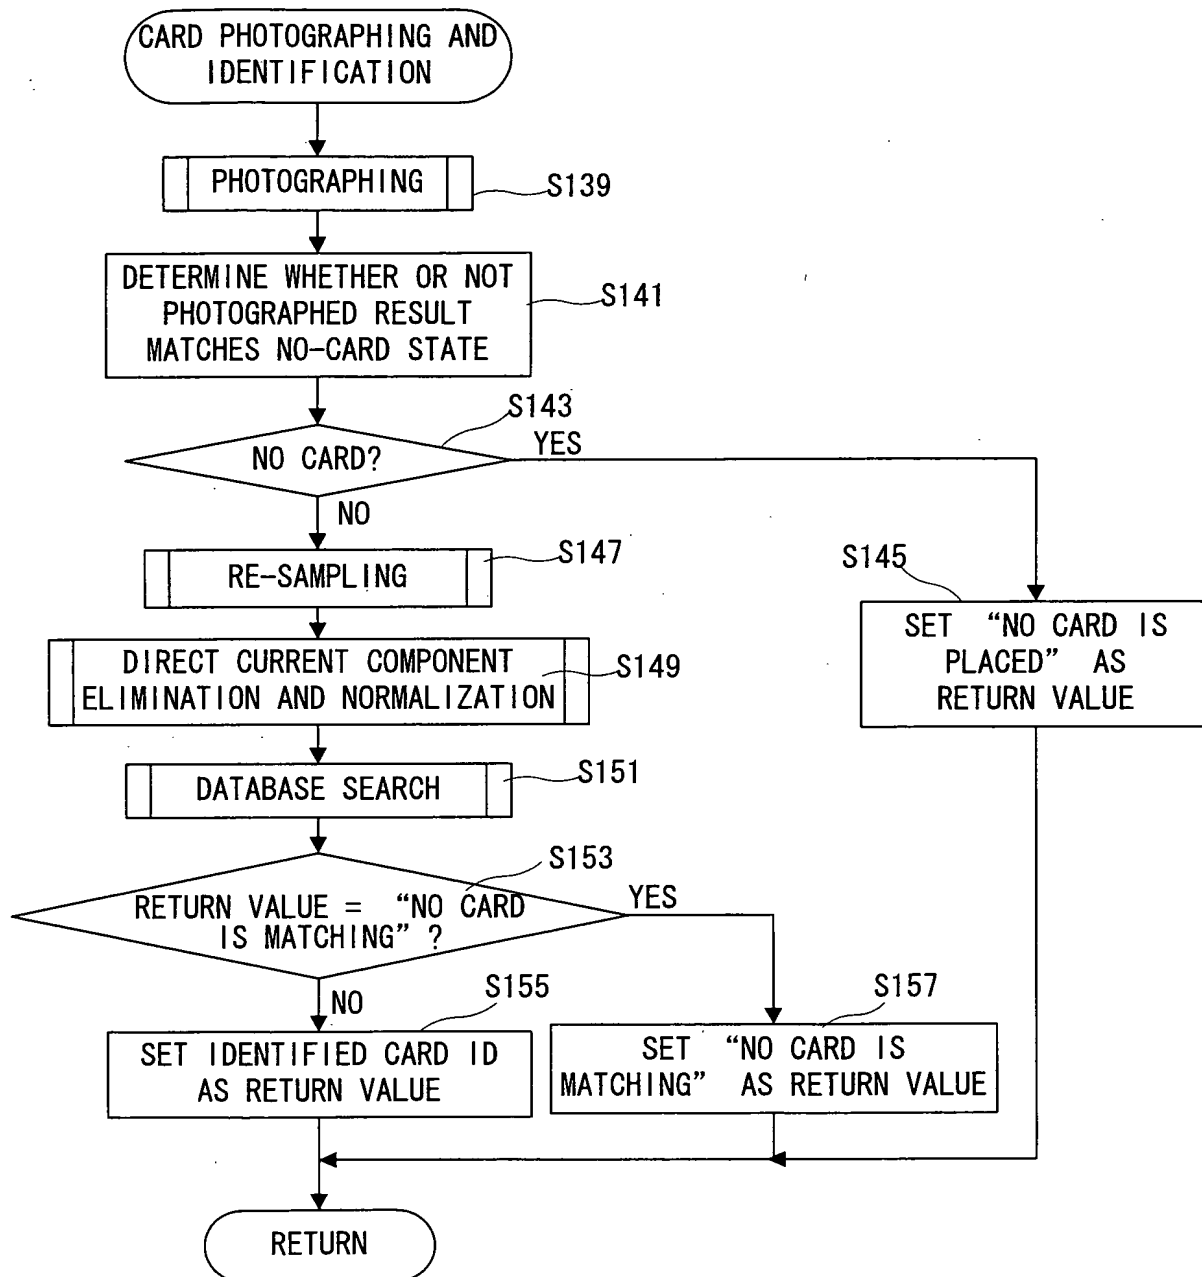 CARD PHOTOGRAPHING AND
IDENTIFICATION
PHOTOGRAPHING
S139
DETERMINE WHETHER OR NOT
PHOTOGRAPHED RESULT
MATCHES NO-CARD STATE
S141
S143
NO CARD?
YES
NO
RE-SAMPLING
S147
S145
SET “NO CARD IS
PLACED” AS
RETURN VALUE
DIRECT CURRENT COMPONENT
ELIMINATION AND NORMALIZATION
S149
DATABASE SEARCH
S151
S153
RETURN VALUE = “NO CARD
IS MATCHING” ?
YES
NO
S155
SET IDENTIFIED CARD ID
AS RETURN VALUE
S157
SET “NO CARD IS
MATCHING” AS RETURN VALUE
RETURN